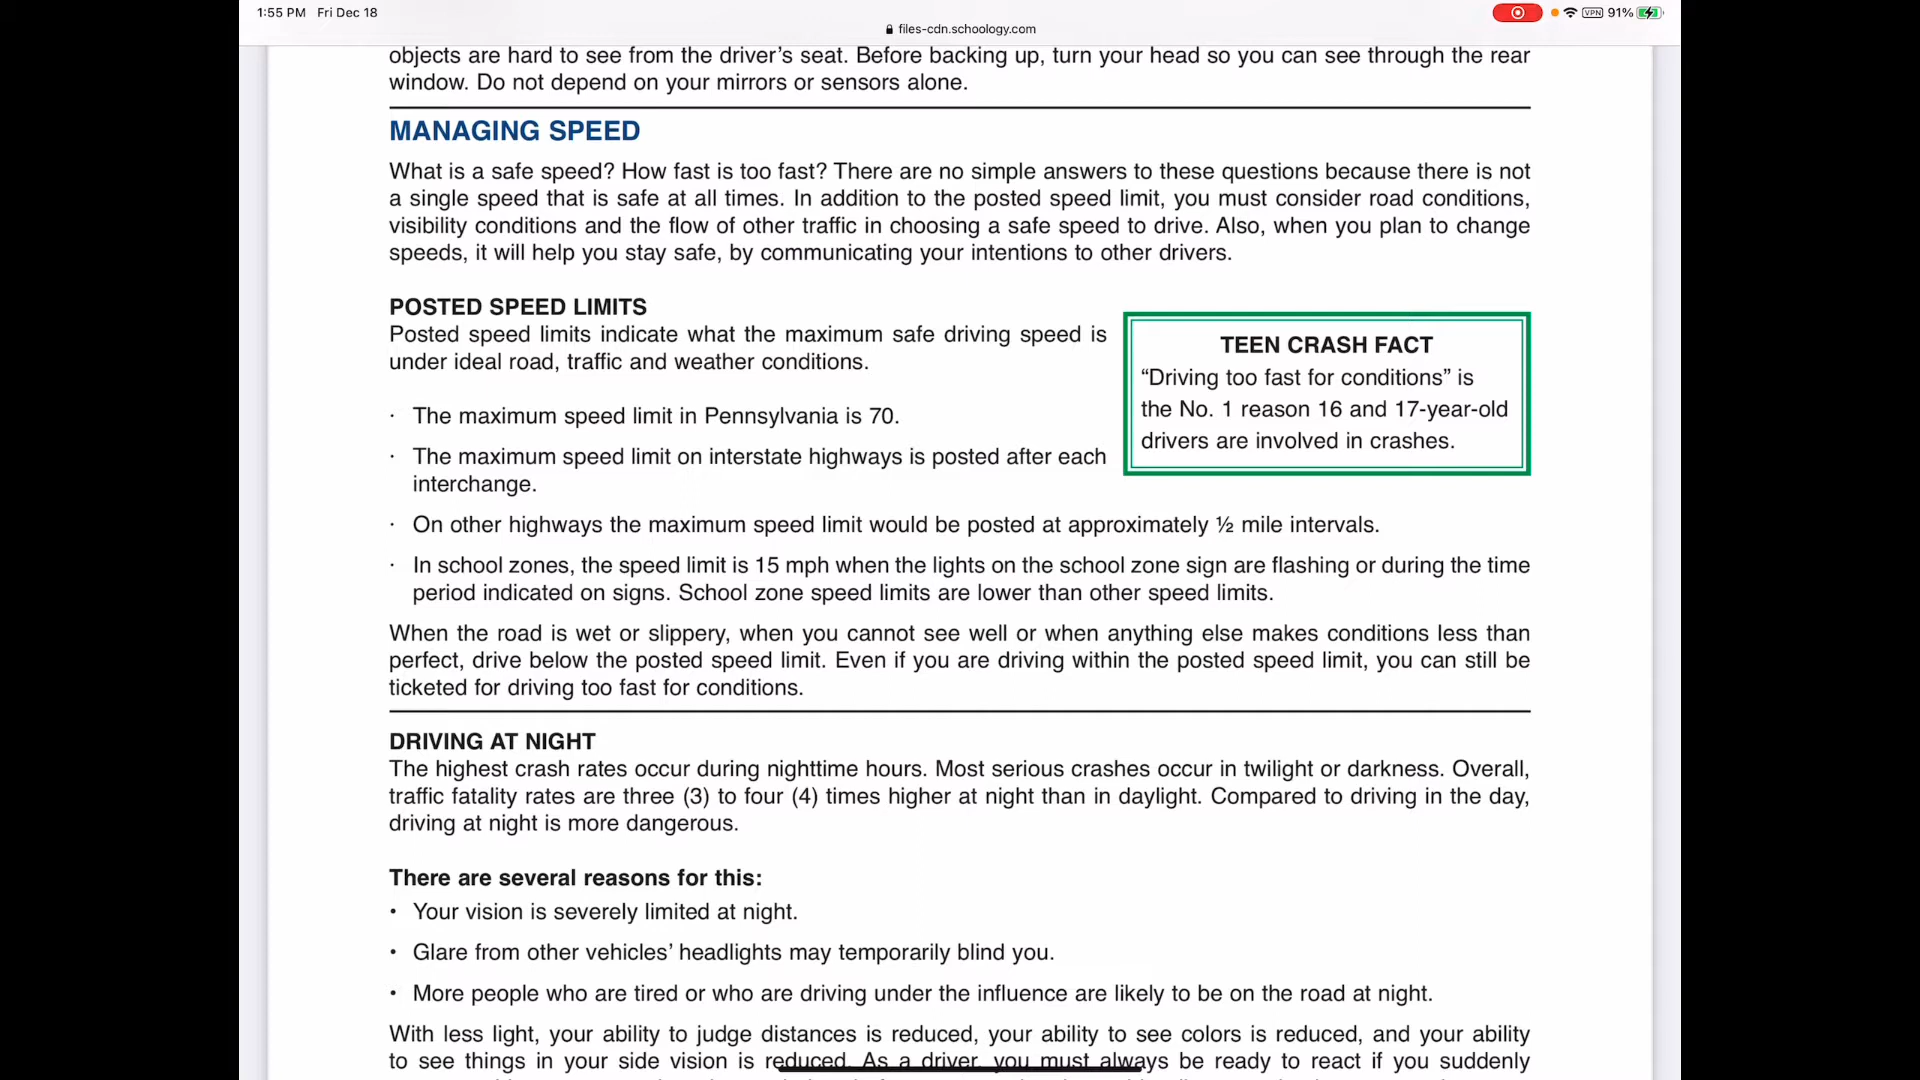 1:55 PM Fri Dec 18
VPN 91%
files-cdn.schoology.com
objects are hard to see from the driver’s seat. Before backing up, turn your head so you can see through the rear
window. Do not depend on your mirrors or sensors alone.
MANAGING SPEED
What is a safe speed? How fast is too fast? There are no simple answers to these questions because there is not
a single speed that is safe at all times. In addition to the posted speed limit, you must consider road conditions,
visibility conditions and the flow of other traffic in choosing a safe speed to drive. Also, when you plan to change
speeds, it will help you stay safe, by communicating your intentions to other drivers.
POSTED SPEED LIMITS
Posted speed limits indicate what the maximum safe driving speed is
under ideal road, traffic and weather conditions.
· The maximum speed limit in Pennsylvania is 70.
· The maximum speed limit on interstate highways is posted after each
interchange.
TEEN CRASH FACT
“Driving too fast for conditions” is
the No. 1 reason 16 and 17-year-old
drivers are involved in crashes.
· On other highways the maximum speed limit would be posted at approximately ½ mile intervals.
· In school zones, the speed limit is 15 mph when the lights on the school zone sign are flashing or during the time
period indicated on signs. School zone speed limits are lower than other speed limits.
When the road is wet or slippery, when you cannot see well or when anything else makes conditions less than
perfect, drive below the posted speed limit. Even if you are driving within the posted speed limit, you can still be
ticketed for driving too fast for conditions.
DRIVING AT NIGHT
The highest crash rates occur during nighttime hours. Most serious crashes occur in twilight or darkness. Overall,
traffic fatality rates are three (3) to four (4) times higher at night than in daylight. Compared to driving in the day,
driving at night is more dangerous.
There are several reasons for this:
• Your vision is severely limited at night.
• Glare from other vehicles’ headlights may temporarily blind you.
• More people who are tired or who are driving under the influence are likely to be on the road at night.
With less light, your ability to judge distances is reduced, your ability to see colors is reduced, and your ability
to see things in your side vision is reduced. As a driver, you must always be ready to react if you suddenly